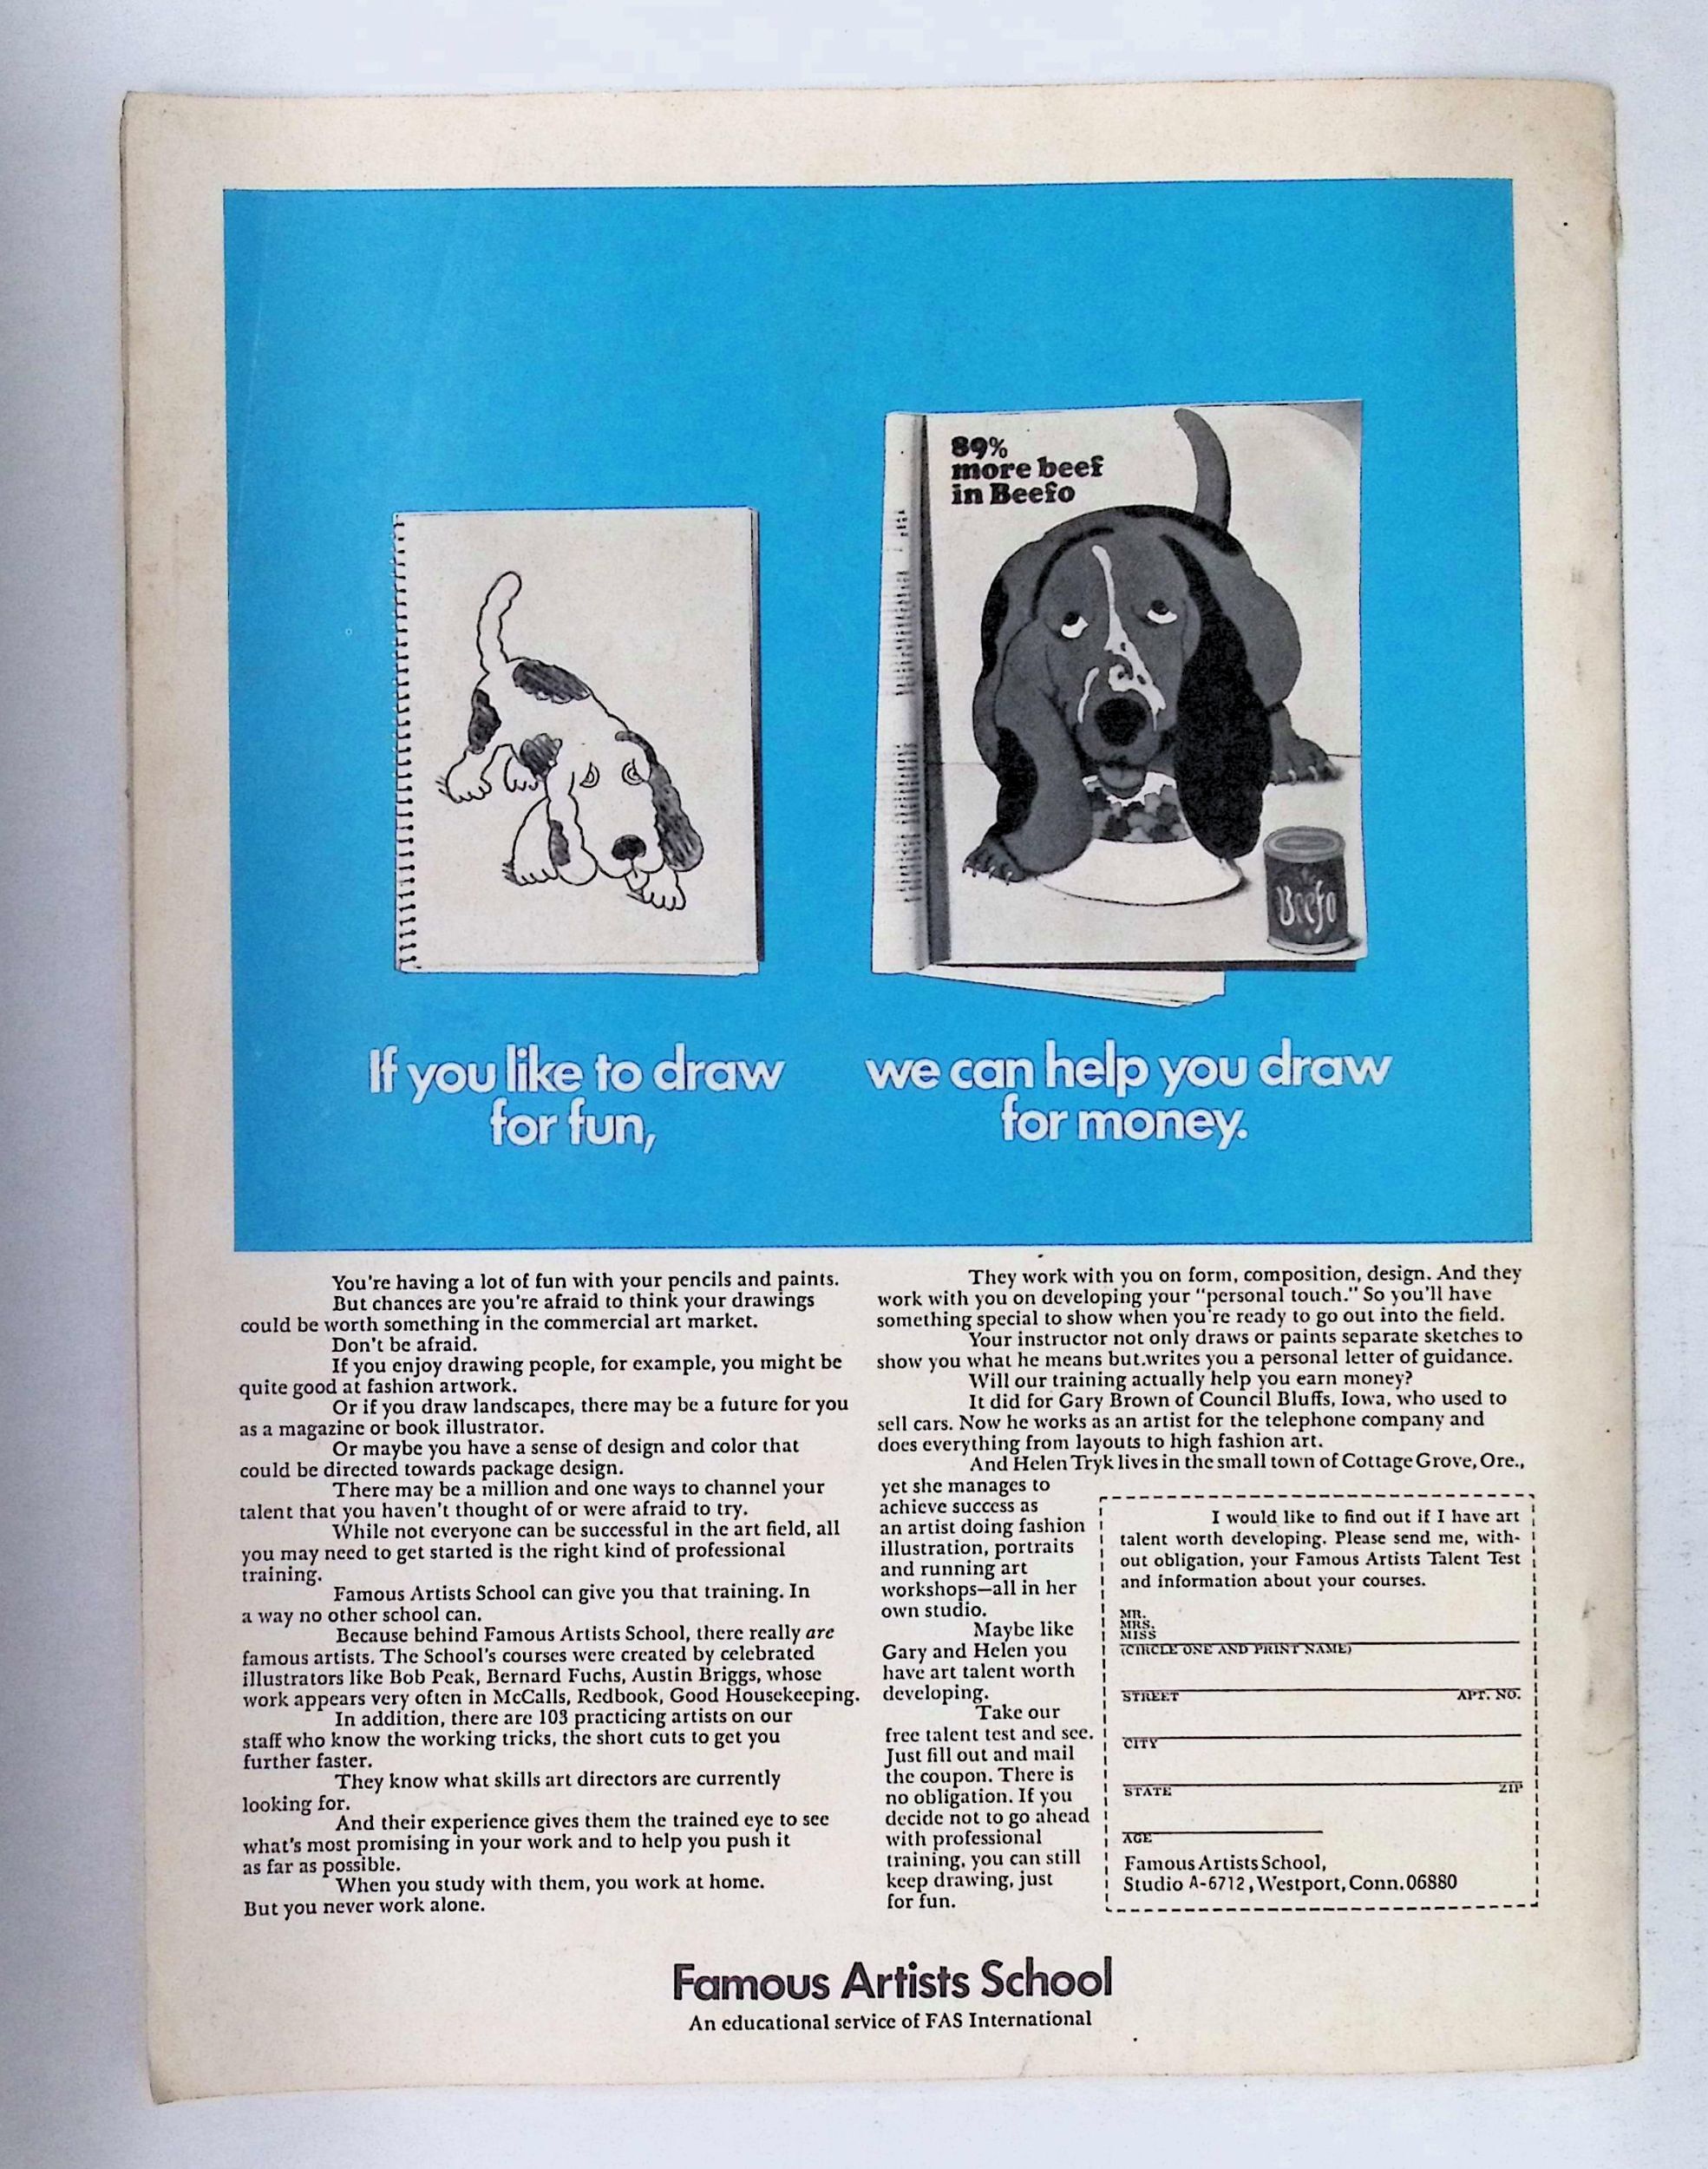 89%
more beef
in Beefo
Beefo
If you like to draw
for fun,
we can help you draw
for money.
You're having a lot of fun with your pencils and paints.
But chances are you're afraid to think your drawings
could be worth something in the commercial art market.
Don't be afraid.
If you enjoy drawing people, for example, you might be
quite good at fashion artwork.
Or if you draw landscapes, there may be a future for you
as a magazine or book illustrator.
Or maybe you have a sense of design and color that
could be directed towards package design.
There may be a million and one ways to channel your
talent that you haven't thought of or were afraid to try.
While not everyone can be successful in the art field, all
you may need to get started is the right kind of professional
training.
Famous Artists School can give you that training. In
a way no other school can.
Because behind Famous Artists School, there really are
famous artists. The School's courses were created by celebrated
illustrators like Bob Peak, Bernard Fuchs, Austin Briggs, whose
work appears very often in McCalls, Redbook, Good Housekeeping.
In addition, there are 103 practicing artists on our
staff who know the working tricks, the short cuts to get you
further faster.
They know what skills art directors are currently
looking for.
And their experience gives them the trained eye to see
what's most promising in your work and to help you push it
as far as possible.
When you study with them, you work at home.
But you never work alone.
They work with you on form, composition, design. And they
work with you on developing your "personal touch." So you'll have
something special to show when you're ready to go out into the field.
Your instructor not only draws or paints separate sketches to
show you what he means but.writes you a personal letter of guidance.
Will our training actually help you earn money?
It did for Gary Brown of Council Bluffs, Iowa, who used to
sell cars. Now he works as an artist for the telephone company and
does everything from layouts to high fashion art.
And Helen Tryk lives in the small town of Cottage Grove, Ore.,
yet she manages to
achieve success as
an artist doing fashion
illustration, portraits
and running art
workshops—all in her
own studio.
Maybe like
Gary and Helen you
have art talent worth
developing.
Take our
free talent test and see.
Just fill out and mail
the coupon. There is
no obligation. If you
decide not to go ahead
with professional
training, you can still
keep drawing, just
for fun.
I would like to find out if I have art
talent worth developing. Please send me, with-
out obligation, your Famous Artists Talent Test
and information about your courses.
MR.
MRS.
MISS
(CIRCLE ONE AND PRINT NAME)
STREET APT. NO.
CITY
STATE ZIP
AGE
Famous Artists School,
Studio A-6712, Westport, Conn. 06880
Famous Artists School
An educational service of FAS International